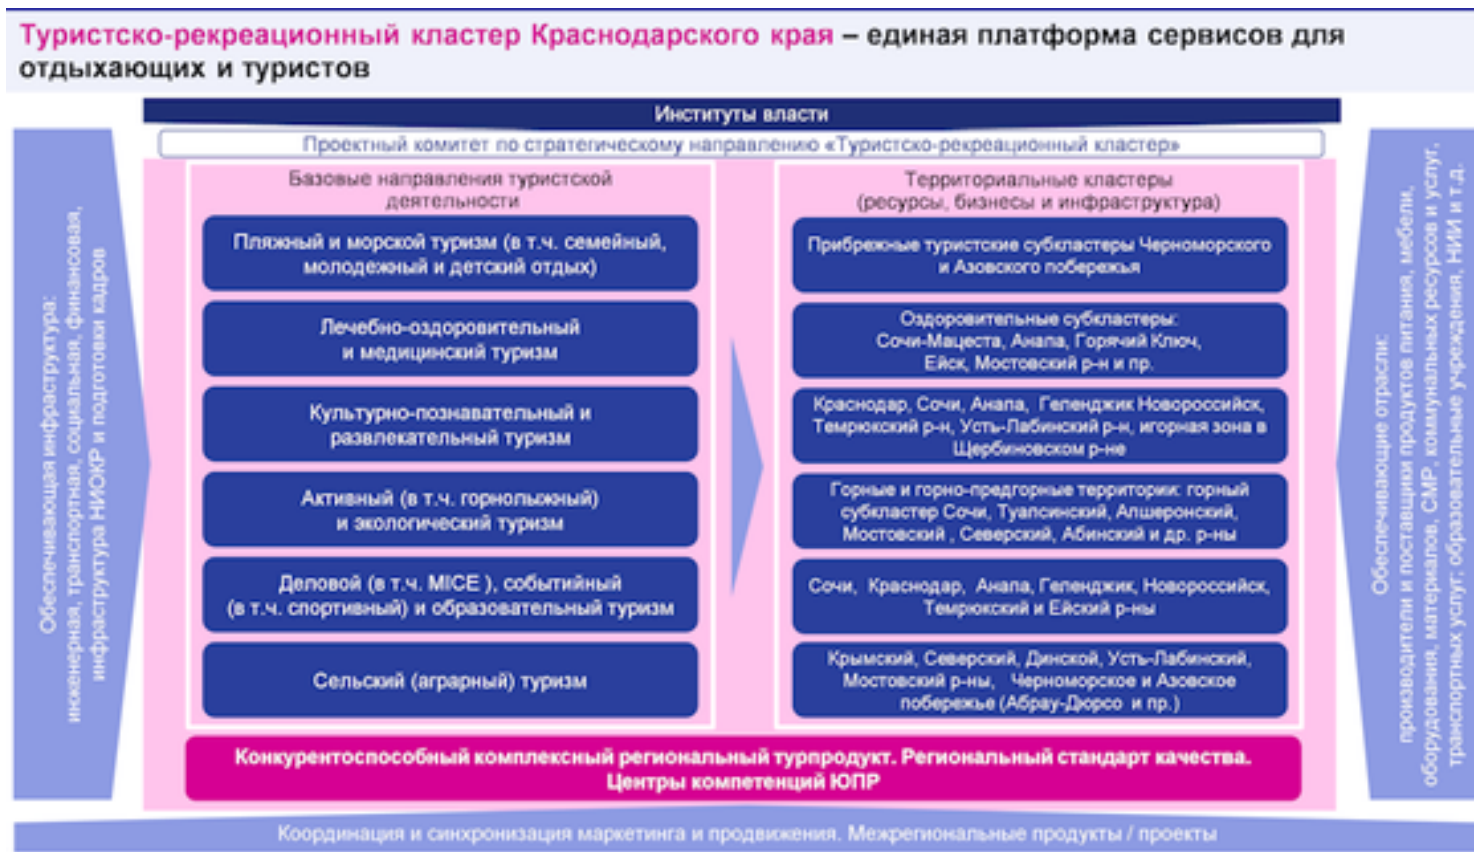 Туристско-рекреационный кластер Краснодарского края – единая платформа сервисов для
отдыхающих и туристов
Институты власти
Проектный комитет по стратегическому направлению «Туристско-рекреационный кластер»
Обеспечивающая инфраструктура:
инженерная, транспортная, социальная, финансовая,
инфраструктура НИОКР и подготовки кадров
Базовые направления туристской
деятельности
Пляжный и морской туризм (в т.ч. семейный,
молодежный и детский отдых)
Лечебно-оздоровительный
и медицинский туризм
Культурно-познавательный и
развлекательный туризм
Активный (в т.ч. горнолыжный)
и экологический туризм
Деловой (в т.ч. MICE ), событийный
(в т.ч. спортивный) и образовательный туризм
Сельский (аграрный) туризм
Территориальные кластеры
(ресурсы, бизнесы и инфраструктура)
Прибрежные туристские субкластеры Черноморского
и Азовского побережья
Оздоровительные субкластеры:
Сочи-Мацеста, Анапа, Горячий Ключ,
Ейск, Мостовский р-н и пр.
Краснодар, Сочи, Анапа, Геленджик Новороссийск,
Темрюкский р-н, Усть-Лабинский р-н, игорная зона в
Щербиновском р-не
Горные и горно-предгорные территории: горный
субкластер Сочи, Туапсинский, Апшеронский,
Мостовский , Северский, Абинский и др. р-ны
Сочи, Краснодар, Анапа, Геленджик, Новороссийск,
Темрюкский и Ейский р-ны
Крымский, Северский, Динской, Усть-Лабинский,
Мостовский р-ны, Черноморское и Азовское
побережье (Абрау-Дюрсо и пр.)
Обеспечивающие отрасли:
производители и поставщики продуктов питания, мебели,
оборудования, материалов, СМР, коммунальных ресурсов и услуг,
транспортных услуг; образовательные учреждения, НИИ и т.д.
Конкурентоспособный комплексный региональный турпродукт. Региональный стандарт качества.
Центры компетенций ЮПР
Координация и синхронизация маркетинга и продвижения. Межрегиональные продукты / проекты